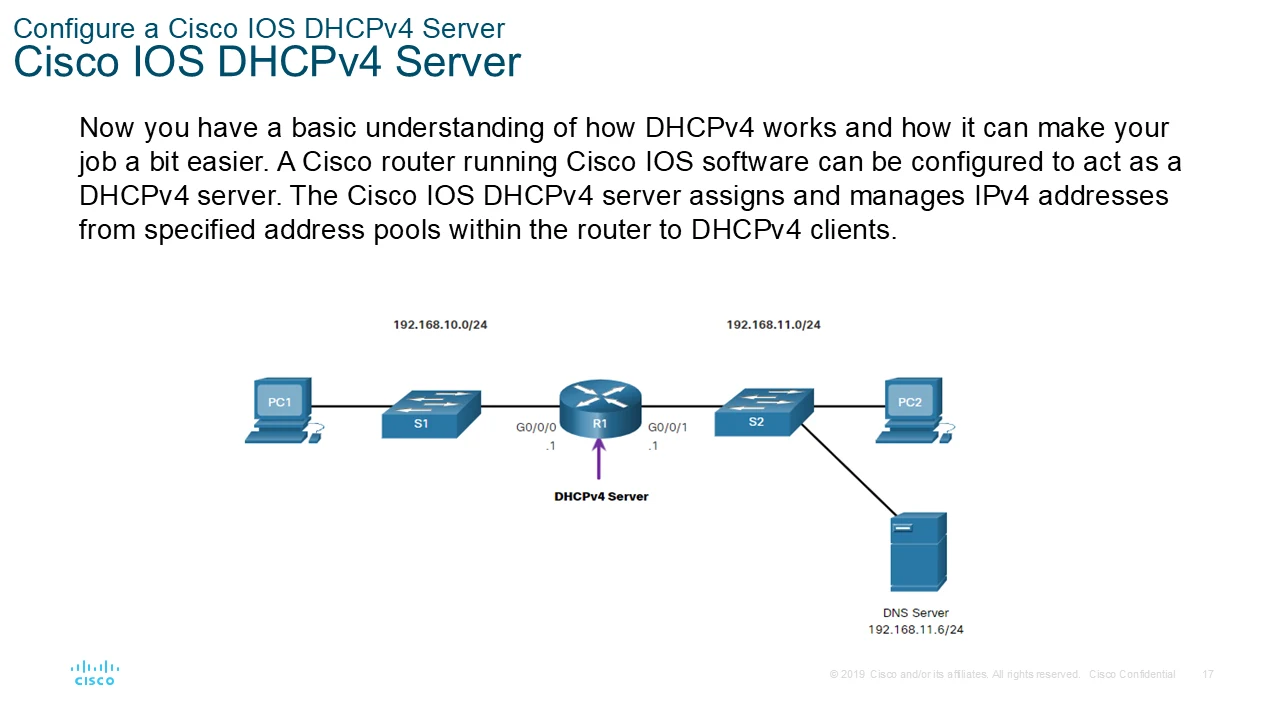 Configure a Cisco IOS DHCPv4 Server
Cisco IOS DHCPv4 Server
Now you have a basic understanding of how DHCPv4 works and how it can make your
job a bit easier. A Cisco router running Cisco IOS software can be configured to act as a
DHCPv4 server. The Cisco IOS DHCPv4 server assigns and manages IPv4 addresses
from specified address pools within the router to DHCPv4 clients.
192.168.10.0/24
192.168.11.0/24
PC1
S1
G0/0/0
.1
R1
G0/0/1
.1
S2
PC2
DHCPv4 Server
DNS Server
192.168.11.6/24
CISCO
© 2019 Cisco and/or its affiliates. All rights reserved. Cisco Confidential
17